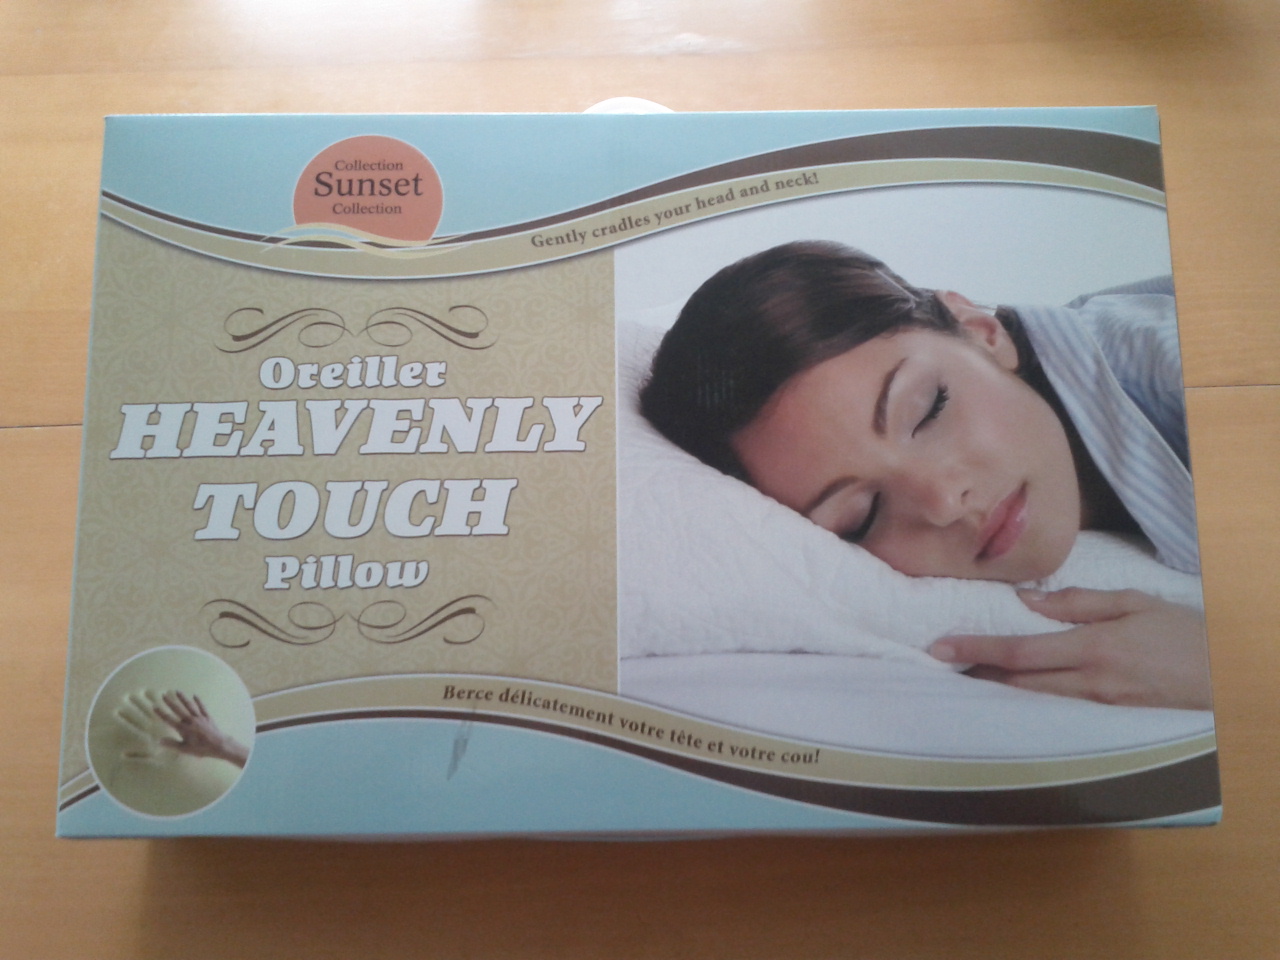 Collection
Sunset
Collection
Gently cradles your head and neck!
Oreiller
HEAVENLY
TOUCH
Pillow
Berce délicatement votre tête et votre cou!